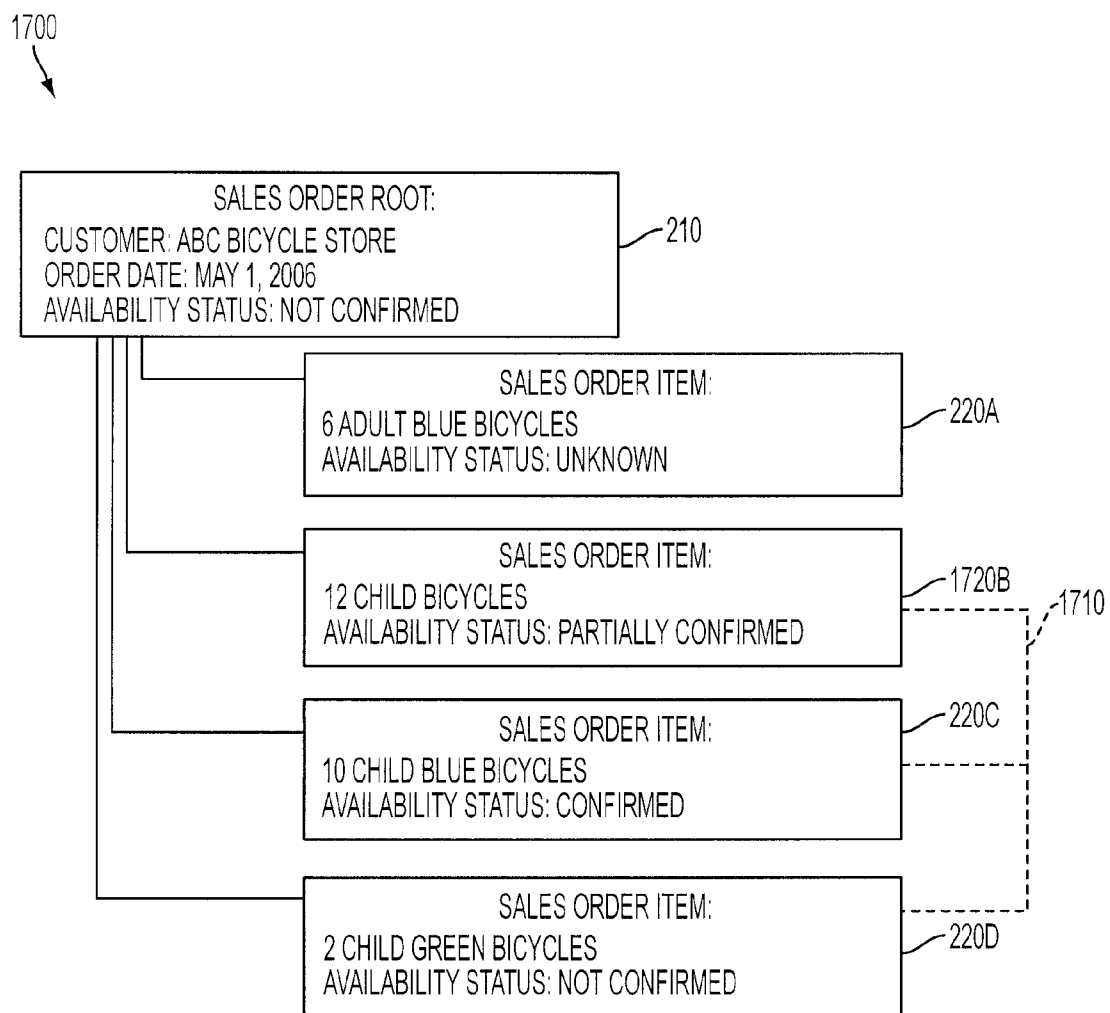 1700
SALES ORDER ROOT:
CUSTOMER: ABC BICYCLE STORE
ORDER DATE: MAY 1, 2006
AVAILABILITY STATUS: NOT CONFIRMED
210
SALES ORDER ITEM:
6 ADULT BLUE BICYCLES
AVAILABILITY STATUS: UNKNOWN
220A
SALES ORDER ITEM:
12 CHILD BICYCLES
AVAILABILITY STATUS: PARTIALLY CONFIRMED
1720B
1710
SALES ORDER ITEM:
10 CHILD BLUE BICYCLES
AVAILABILITY STATUS: CONFIRMED
220C
SALES ORDER ITEM:
2 CHILD GREEN BICYCLES
AVAILABILITY STATUS: NOT CONFIRMED
220D